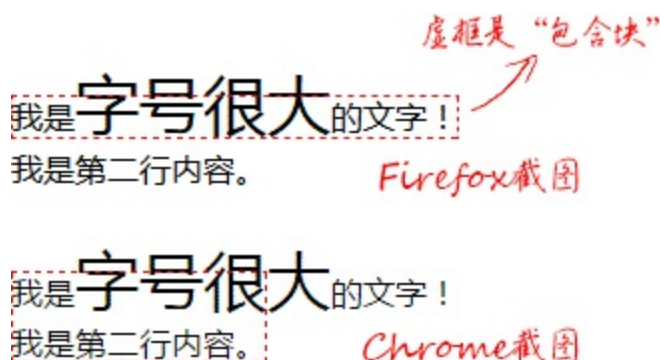 虚框是“包含块”
我是字号很大的文字！
我是第二行内容。
Firefox截图
我是字号很大的文字！
我是第二行内容。
Chrome截图